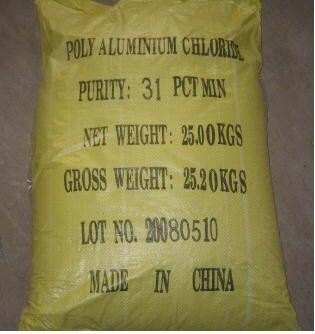 POLY ALUMINIUM CHLORIDE
PURITY: 31 PCT MIN
NET WEIGHT: 25.00KGS
GROSS WEIGHT: 25.20KGS
LOT NO. 20080510
MADE IN CHINA